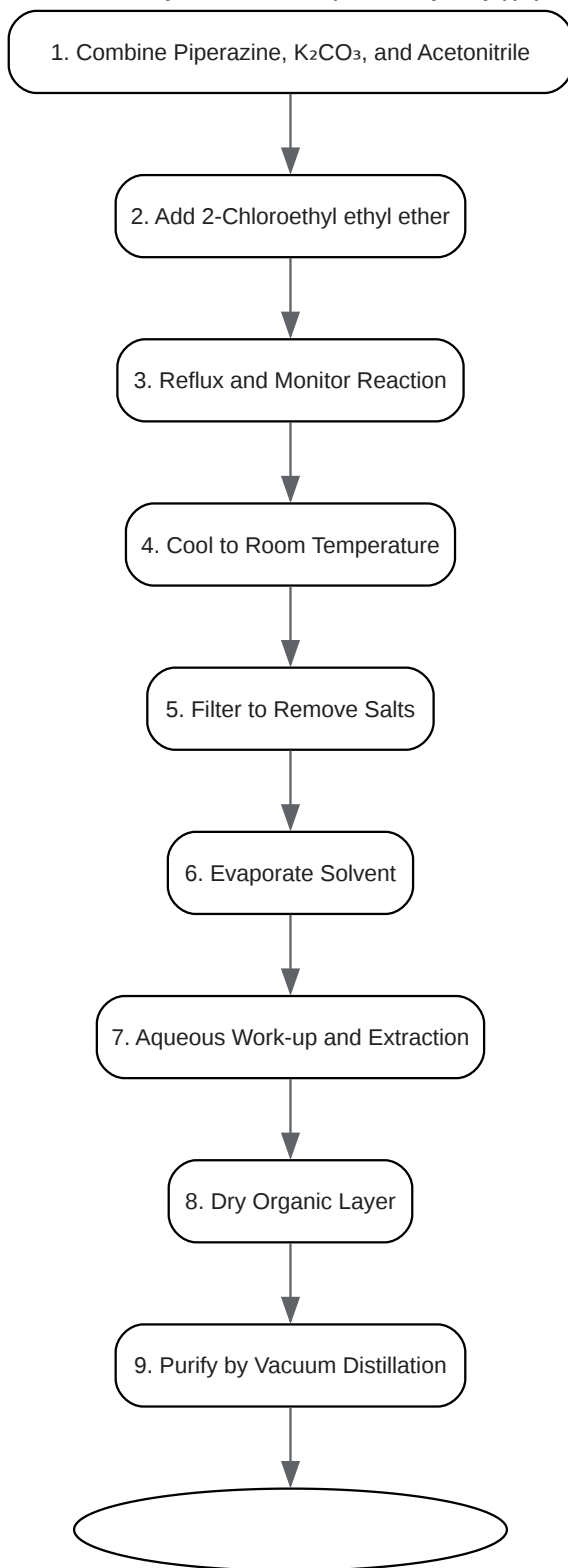 1. Combine Piperazine, K₂CO₃, and Acetonitrile
2. Add 2-Chloroethyl ethyl ether
3. Reflux and Monitor Reaction
4. Cool to Room Temperature
5. Filter to Remove Salts
6. Evaporate Solvent
7. Aqueous Work-up and Extraction
8. Dry Organic Layer
9. Purify by Vacuum Distillation